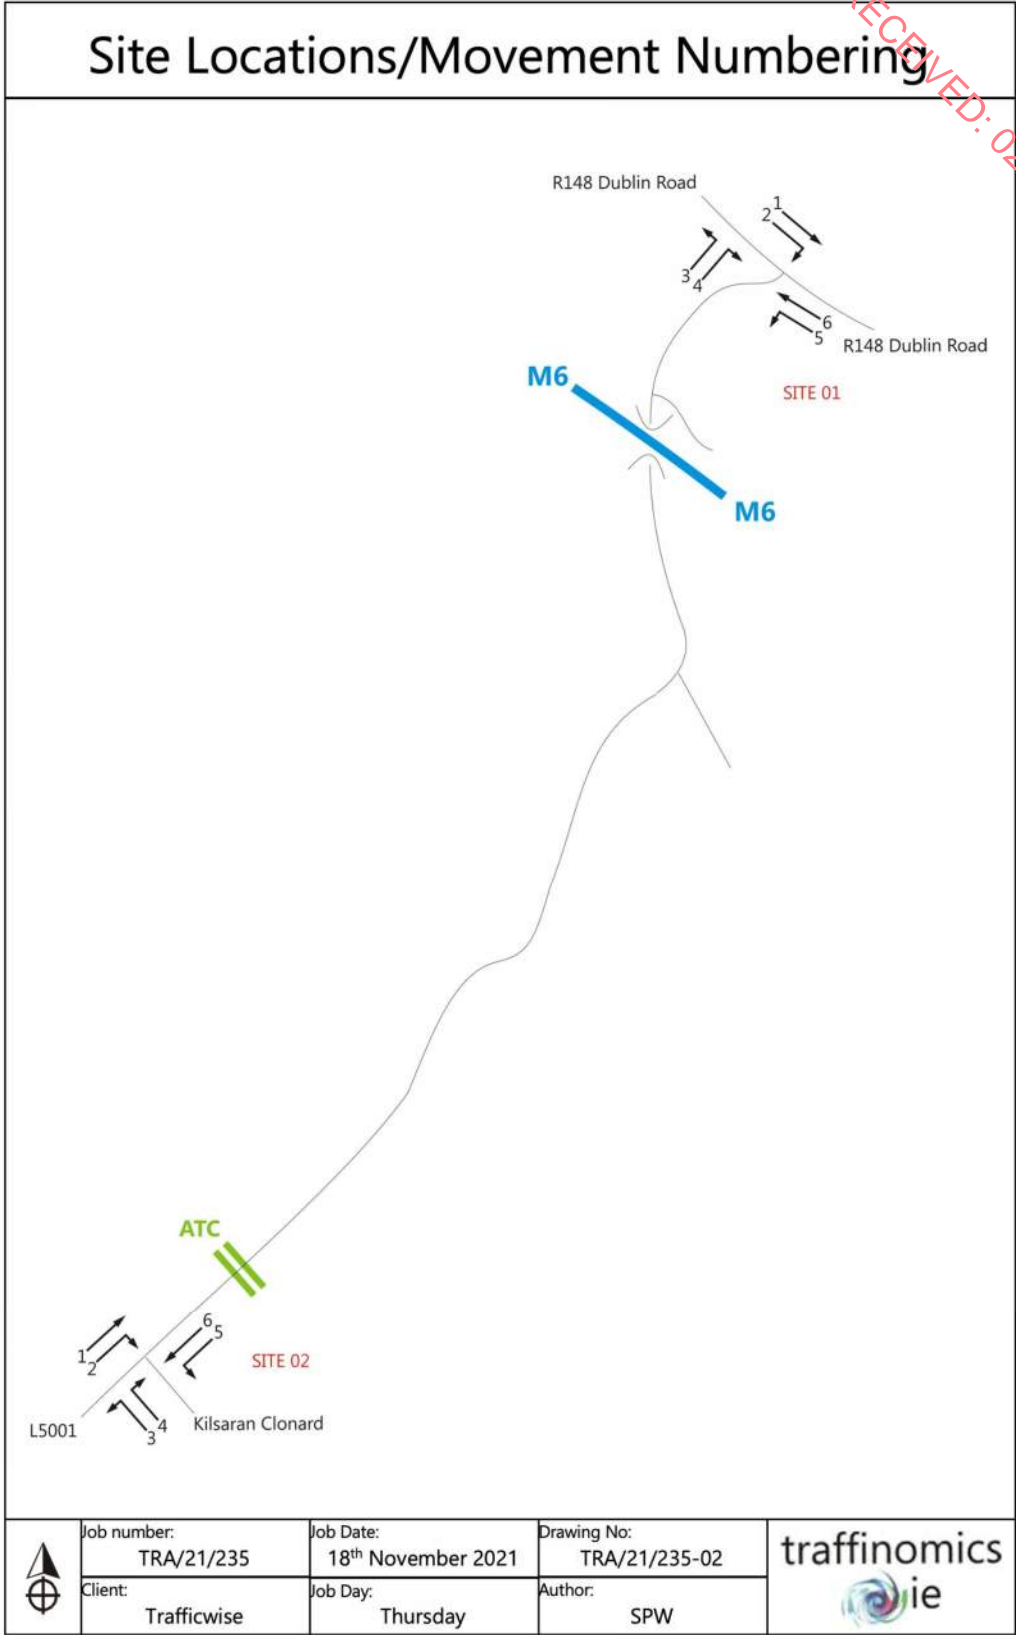 Site Locations/Movement Numbering
RECEIVED: 02
R148 Dublin Road
1
2
3
4
6
5
R148 Dublin Road
SITE 01
M6
M6
ATC
6
5
1
2
SITE 02
4
3
L5001
Kilsaran Clonard
Job number:
TRA/21/235
Job Date:
18th November 2021
Drawing No:
TRA/21/235-02
Client:
Trafficwise
Job Day:
Thursday
Author:
SPW
traffinomics
ie